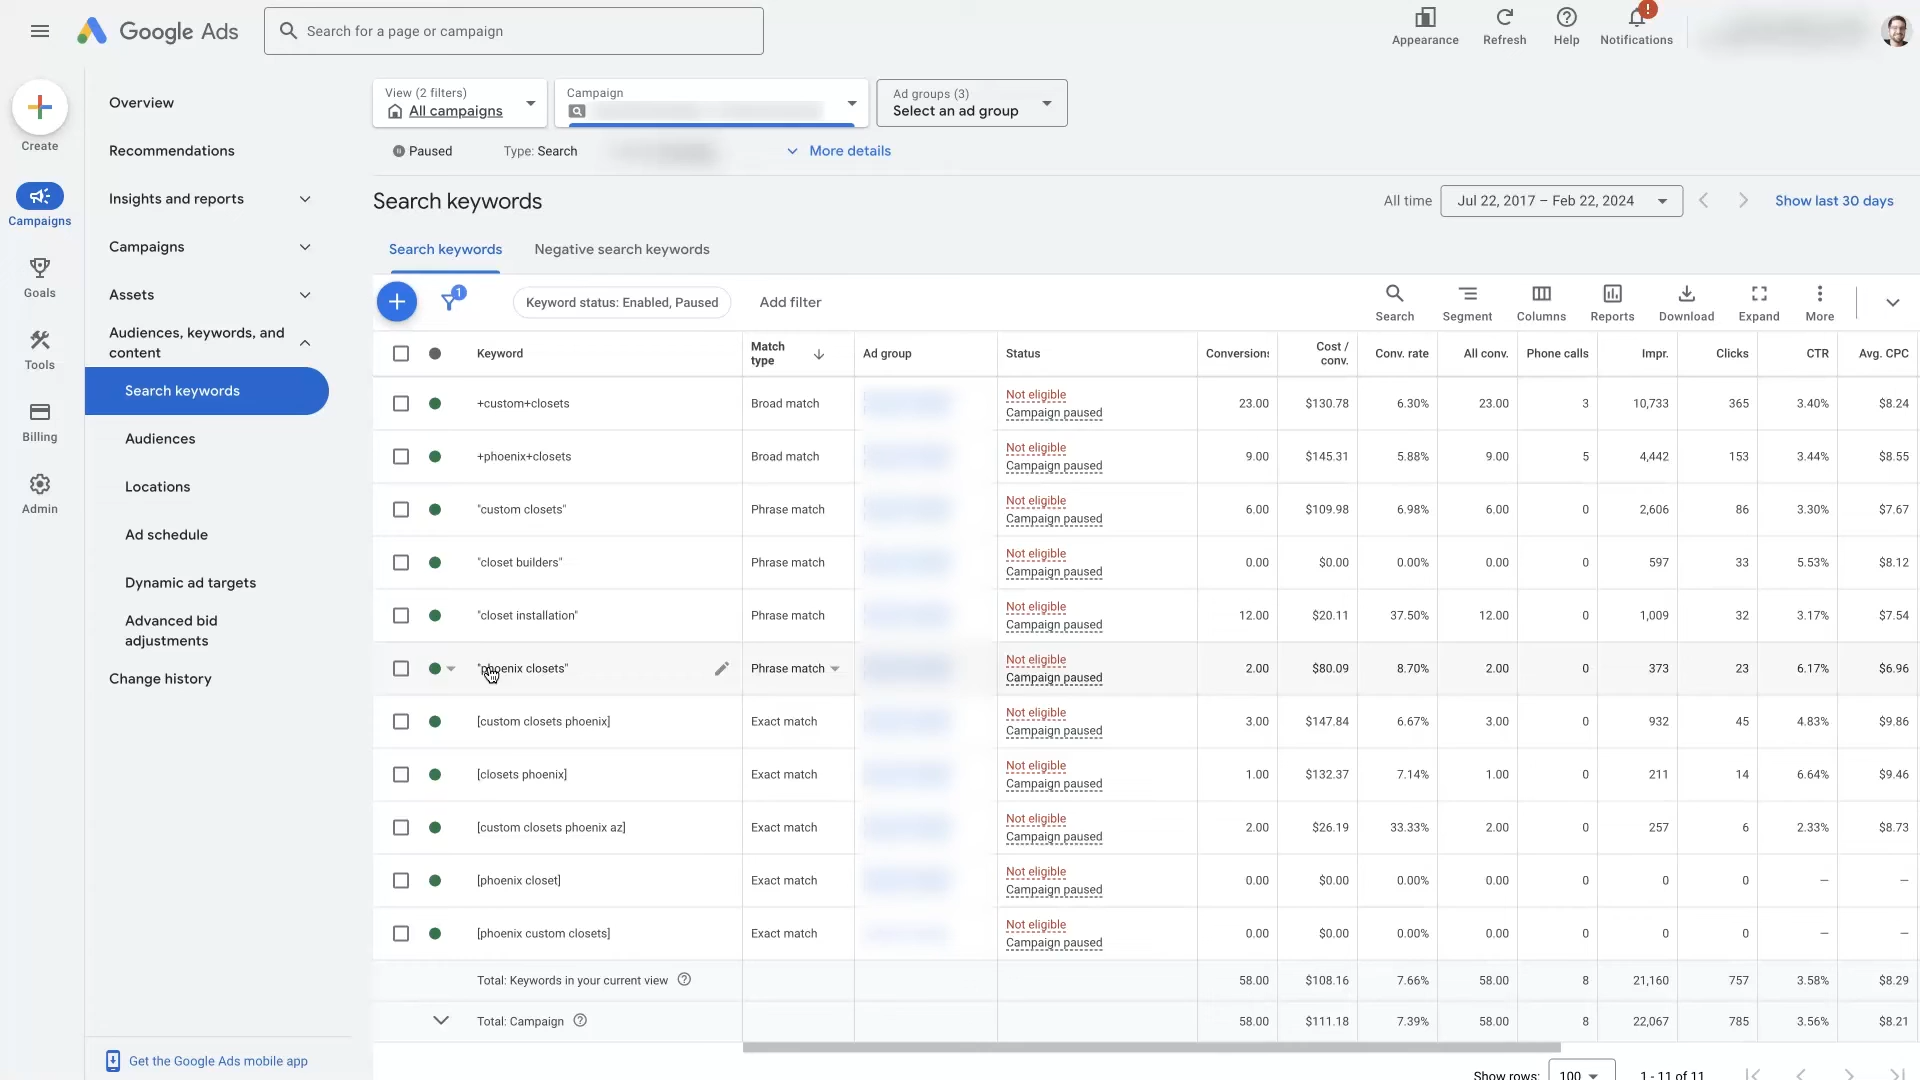 Google Ads
Search for a page or campaign
Appearance
Refresh
Help
!
Notifications
Create
Campaigns
Goals
Tools
Billing
Admin
Overview
Recommendations
Insights and reports
Campaigns
Assets
Audiences, keywords, and
content
Search keywords
Audiences
Locations
Ad schedule
Dynamic ad targets
Advanced bid
adjustments
Change history
Get the Google Ads mobile app
View (2 filters)
All campaigns
Campaign
Ad groups (3)
Select an ad group
Paused
Type: Search
More details
Search keywords
All time
Jul 22, 2017 – Feb 22, 2024
Show last 30 days
Search keywords
Negative search keywords
1
Keyword status: Enabled, Paused
Add filter
Search
Segment
Columns
Reports
Download
Expand
More
Keyword
Match
type
Ad group
Status
Conversions
Cost /
conv.
Conv. rate
All conv.
Phone calls
Impr.
Clicks
CTR
Avg. CPC
+custom+closets Broad match Not eligible Campaign paused 23.00 $130.78 6.30% 23.00 3 10,733 365 3.40% $8.24
+phoenix+closets Broad match Not eligible Campaign paused 9.00 $145.31 5.88% 9.00 5 4,442 153 3.44% $8.55
"custom closets" Phrase match Not eligible Campaign paused 6.00 $109.98 6.98% 6.00 0 2,606 86 3.30% $7.67
"closet builders" Phrase match Not eligible Campaign paused 0.00 $0.00 0.00% 0.00 0 597 33 5.53% $8.12
"closet installation" Phrase match Not eligible Campaign paused 12.00 $20.11 37.50% 12.00 0 1,009 32 3.17% $7.54
"phoenix closets" Phrase match Not eligible Campaign paused 2.00 $80.09 8.70% 2.00 0 373 23 6.17% $6.96
[custom closets phoenix] Exact match Not eligible Campaign paused 3.00 $147.84 6.67% 3.00 0 932 45 4.83% $9.86
[closets phoenix] Exact match Not eligible Campaign paused 1.00 $132.37 7.14% 1.00 0 211 14 6.64% $9.46
[custom closets phoenix az] Exact match Not eligible Campaign paused 2.00 $26.19 33.33% 2.00 0 257 6 2.33% $8.73
[phoenix closet] Exact match Not eligible Campaign paused 0.00 $0.00 0.00% 0.00 0 0 0 – –
[phoenix custom closets] Exact match Not eligible Campaign paused 0.00 $0.00 0.00% 0.00 0 0 0 – –
Total: Keywords in your current view 58.00 $108.16 7.66% 58.00 8 21,160 757 3.58% $8.29
Total: Campaign 58.00 $111.18 7.39% 58.00 8 22,067 785 3.56% $8.21
Show rows: 100 1 - 11 of 11